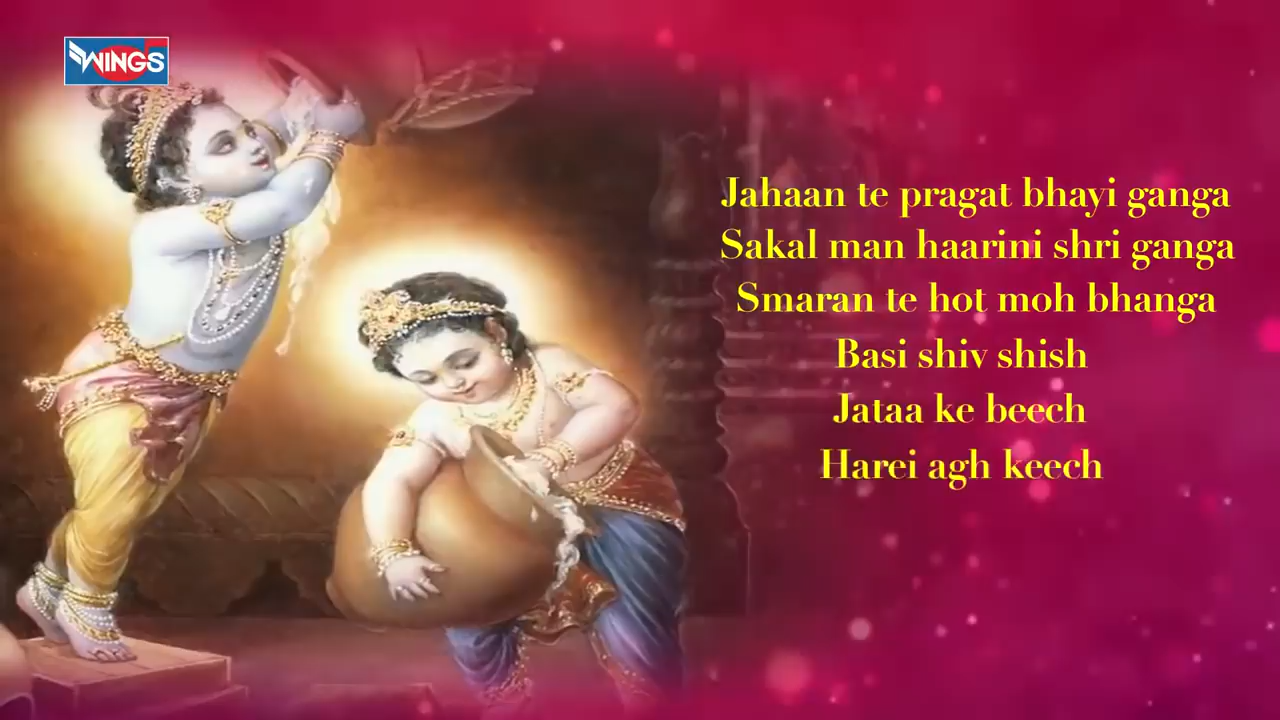 WINGS
Jahaan te pragat bhayi ganga
Sakal man haarini shri ganga
Smaran te hot moh bhanga
Basi shiv shish
Jataa ke beech
Harei agh keech